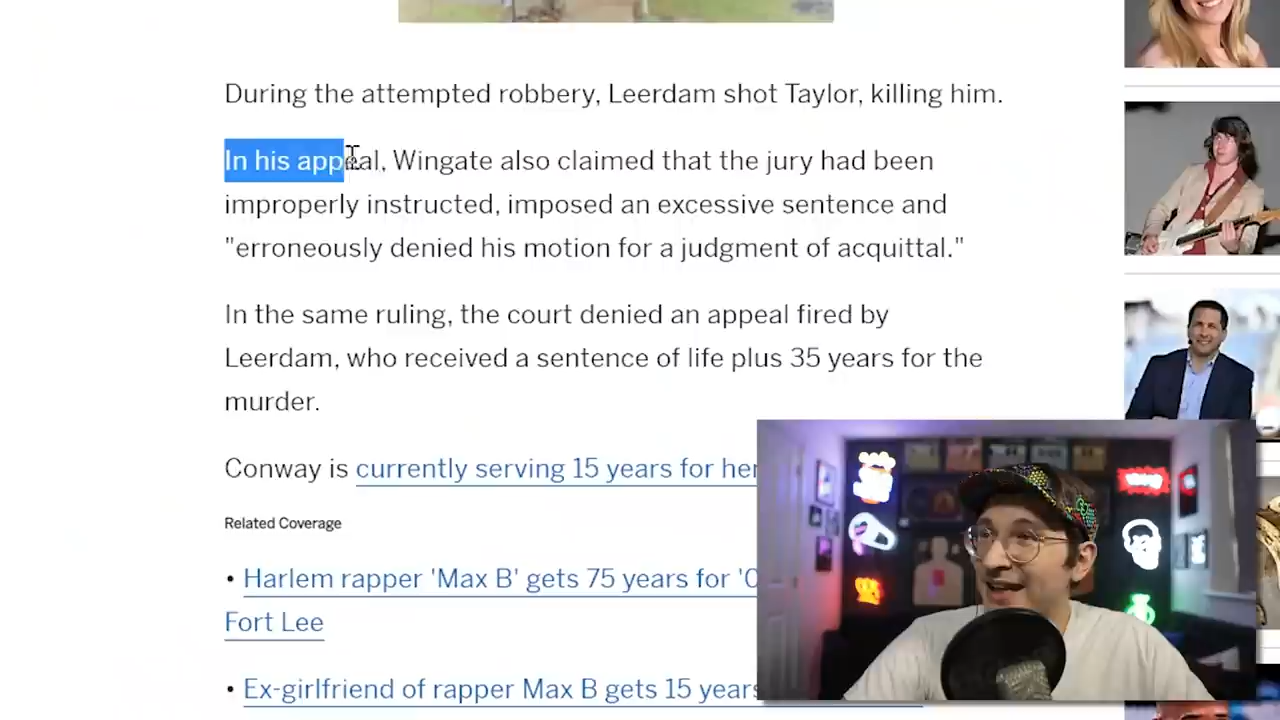 During the attempted robbery, Leerdam shot Taylor, killing him.
In his appeal, Wingate also claimed that the jury had been
improperly instructed, imposed an excessive sentence and
"erroneously denied his motion for a judgment of acquittal."
In the same ruling, the court denied an appeal fired by
Leerdam, who received a sentence of life plus 35 years for the
murder.
Conway is currently serving 15 years for her
Related Coverage
• Harlem rapper 'Max B' gets 75 years for
Fort Lee
• Ex-girlfriend of rapper Max B gets 15 years